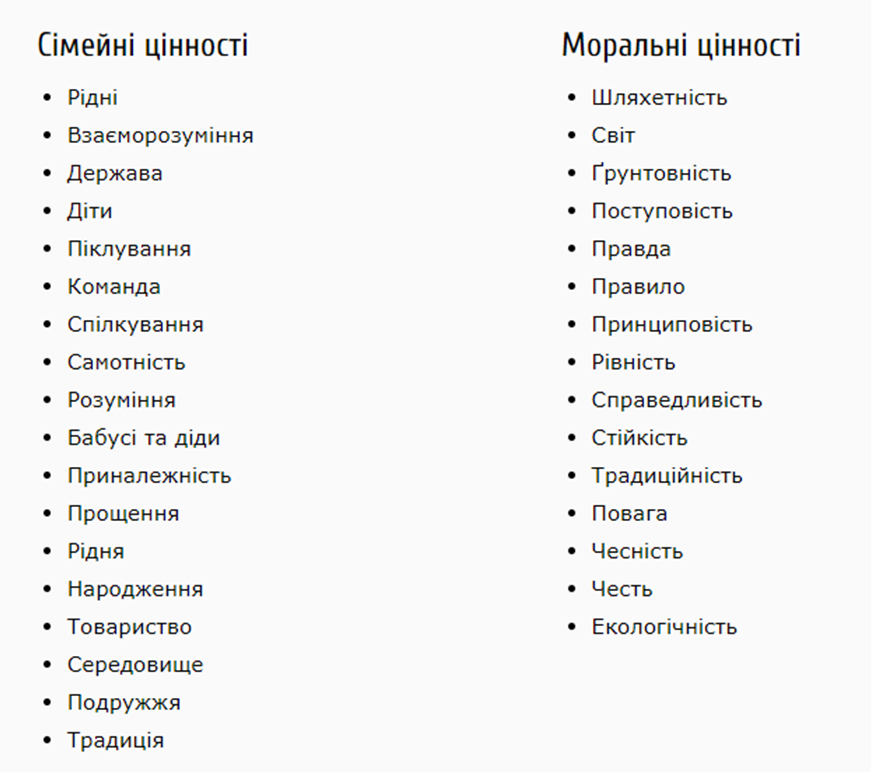 Сімейні цінності
• Рідні
• Взаєморозуміння
• Держава
• Діти
• Піклування
• Команда
• Спілкування
• Самотність
• Розуміння
• Бабусі та діди
• Приналежність
• Прощення
• Рідня
• Народження
• Товариство
• Середовище
• Подружжя
• Традиція
Моральні цінності
• Шляхетність
• Світ
• Ґрунтовність
• Поступовість
• Правда
• Правило
• Принциповість
• Рівність
• Справедливість
• Стійкість
• Традиційність
• Повага
• Чесність
• Честь
• Екологічність